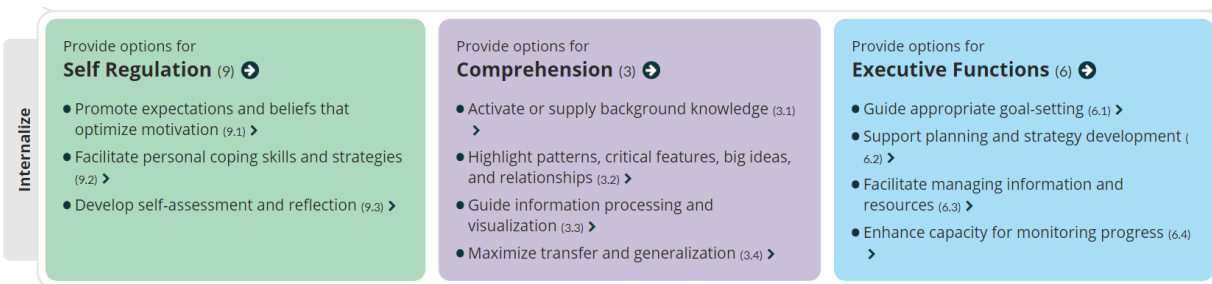 Internalize
Provide options for
Self Regulation (9)
• Promote expectations and beliefs that
optimize motivation (9.1)
• Facilitate personal coping skills and strategies
(9.2)
• Develop self-assessment and reflection (9.3)
Provide options for
Comprehension (3)
• Activate or supply background knowledge (3.1)
• Highlight patterns, critical features, big ideas,
and relationships (3.2)
• Guide information processing and
visualization (3.3)
• Maximize transfer and generalization (3.4)
Provide options for
Executive Functions (6)
• Guide appropriate goal-setting (6.1)
• Support planning and strategy development (
6.2)
• Facilitate managing information and
resources (6.3)
• Enhance capacity for monitoring progress (6.4)